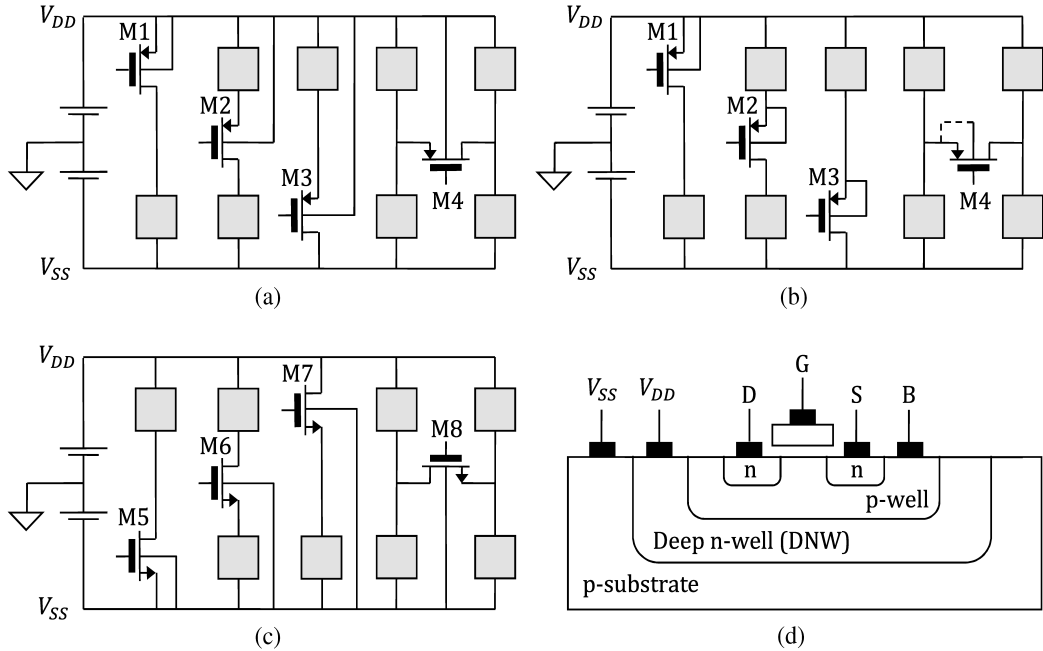 V_DD
M1
M2
M3
M4
V_SS
(a)
V_DD
M1
M2
M3
M4
V_SS
(b)
V_DD
M7
M6
M8
M5
V_SS
(c)
G
V_SS V_DD D S B
n n
p-well
Deep n-well (DNW)
p-substrate
(d)